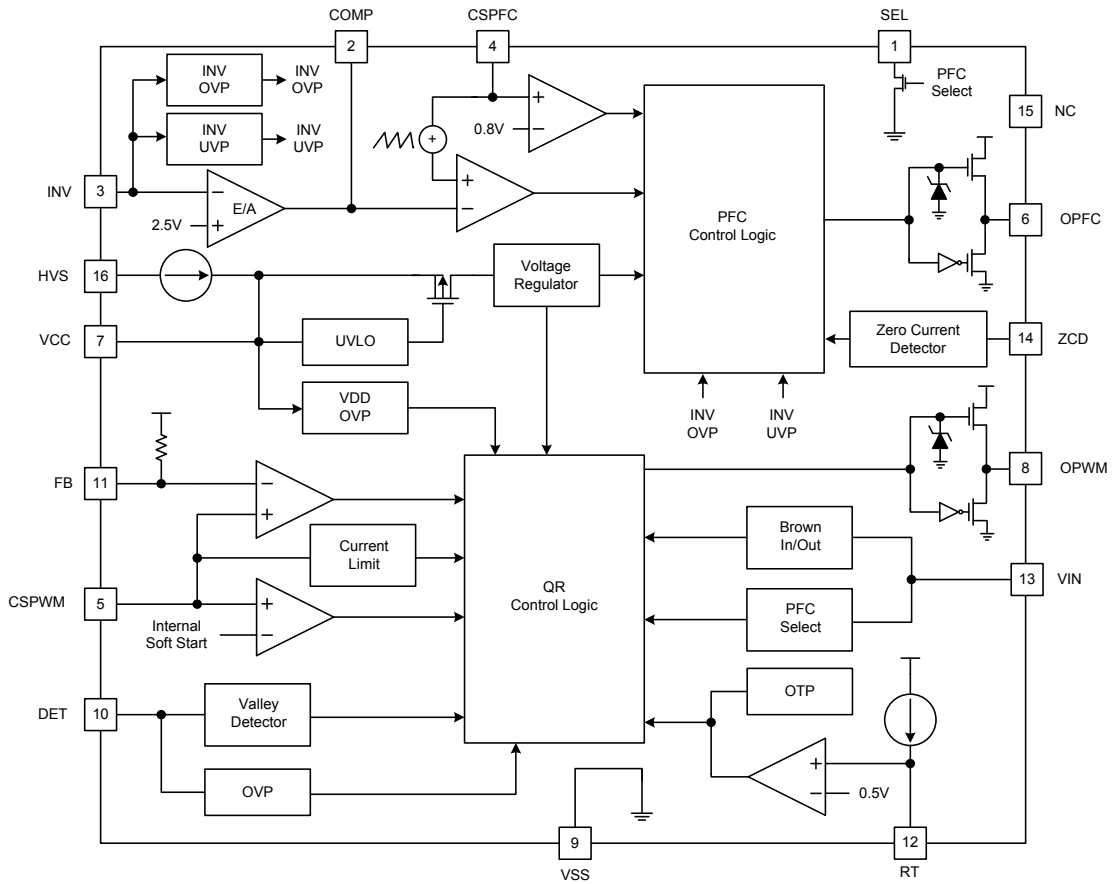 COMP
CSPFC
SEL
2
4
1
INV
OVP
INV
OVP
PFC
Select
15
NC
INV
UVP
INV
UVP
+
−
0.8V
+
INV
3
−
E/A
2.5V
+
+
−
PFC
Control Logic
6
OPFC
HVS
16
Voltage
Regulator
VCC
7
UVLO
Zero Current
Detector
14
ZCD
VDD
OVP
INV
OVP
INV
UVP
FB
11
−
+
8
OPWM
Brown
In/Out
Current
Limit
13
VIN
QR
Control Logic
CSPWM
5
+
−
Internal
Soft Start
PFC
Select
OTP
DET
10
Valley
Detector
+
−
0.5V
OVP
9
VSS
12
RT